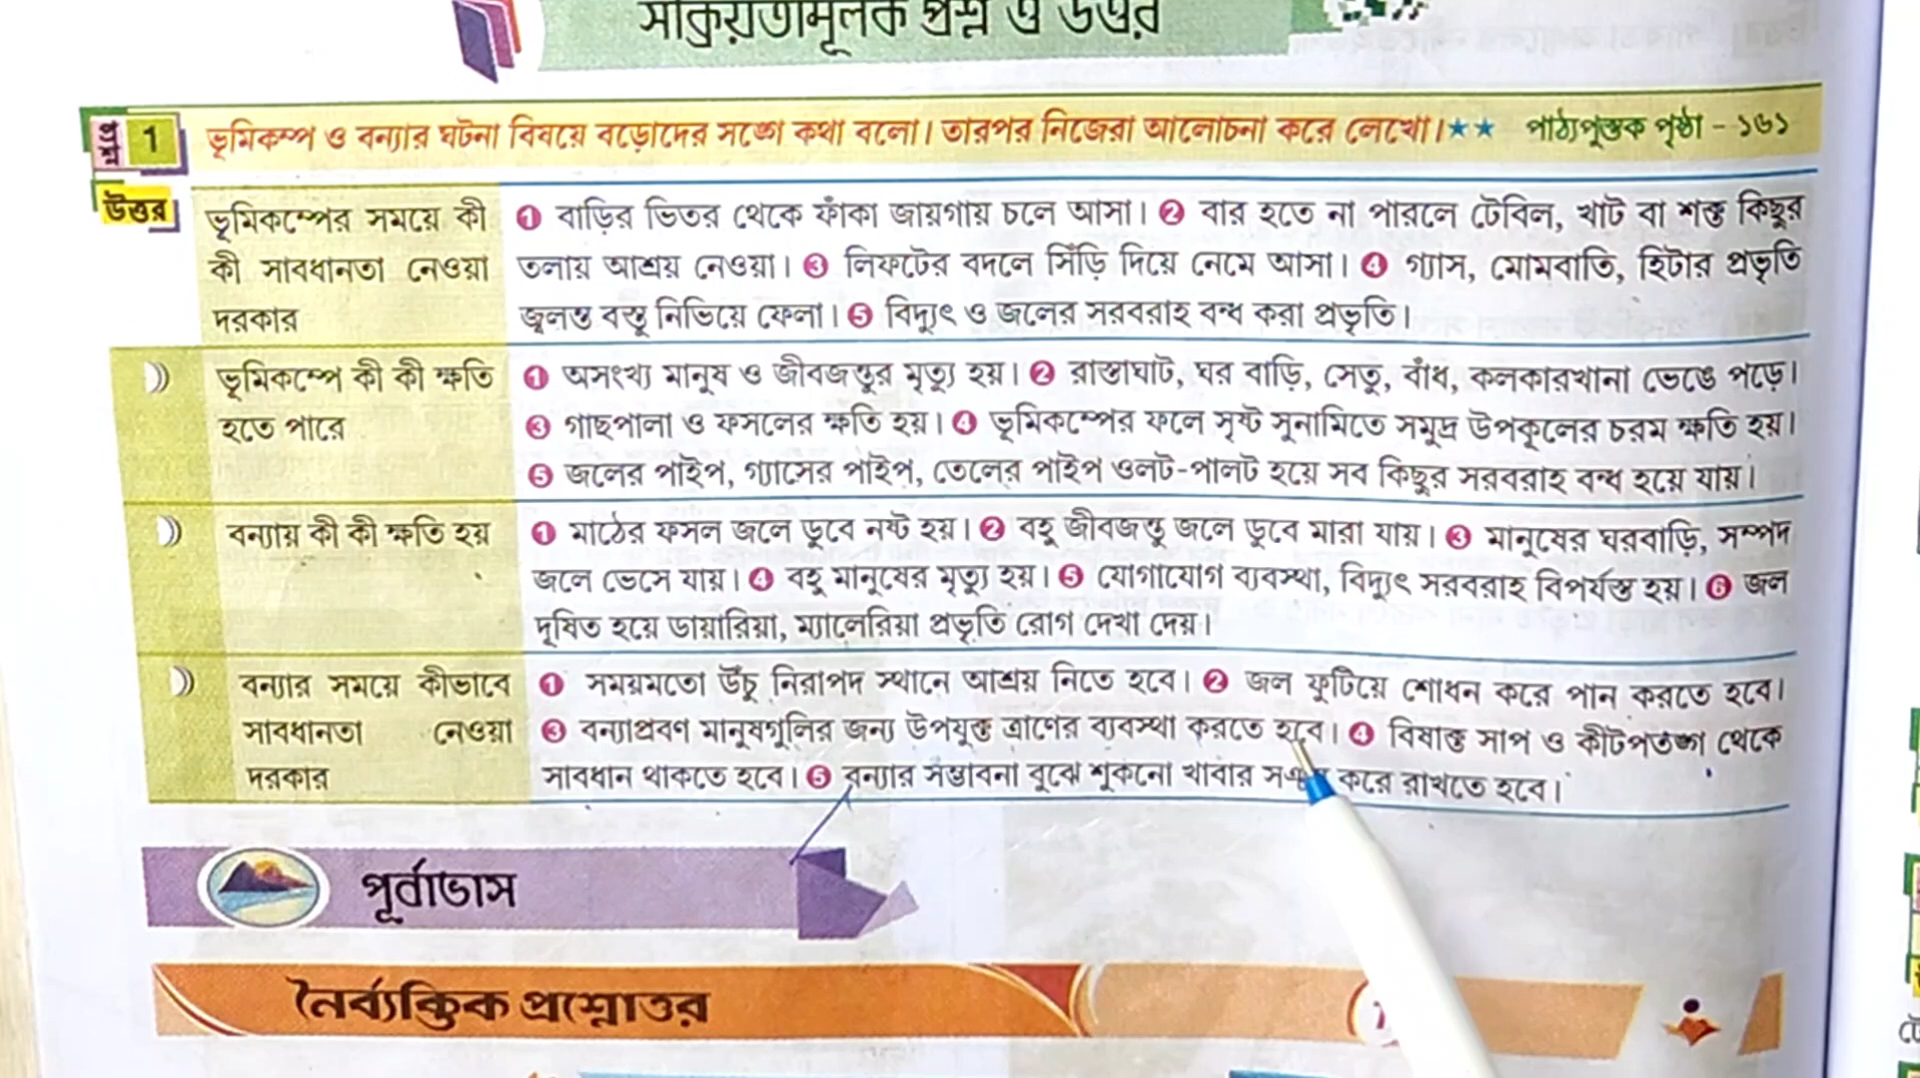 সক্রিয়তামূলক প্রশ্ন ও উত্তর
প্রশ্ন 1 ভূমিকম্প ও বন্যার ঘটনা বিষয়ে বড়োদের সঙ্গে কথা বলো। তারপর নিজেরা আলোচনা করে লেখো।★★ পাঠ্যপুস্তক পৃষ্ঠা - ১৬১
উত্তর
ভূমিকম্পের সময়ে কী
কী সাবধানতা নেওয়া
দরকার
❶ বাড়ির ভিতর থেকে ফাঁকা জায়গায় চলে আসা। ❷ বার হতে না পারলে টেবিল, খাট বা শক্ত কিছুর
তলায় আশ্রয় নেওয়া। ❸ লিফটের বদলে সিঁড়ি দিয়ে নেমে আসা। ❹ গ্যাস, মোমবাতি, হিটার প্রভৃতি
জ্বলন্ত বস্তু নিভিয়ে ফেলা। ❺ বিদ্যুৎ ও জলের সরবরাহ বন্ধ করা প্রভৃতি।
ভূমিকম্পে কী কী ক্ষতি
হতে পারে
❶ অসংখ্য মানুষ ও জীবজন্তুর মৃত্যু হয়। ❷ রাস্তাঘাট, ঘর বাড়ি, সেতু, বাঁধ, কলকারখানা ভেঙে পড়ে।
❸ গাছপালা ও ফসলের ক্ষতি হয়। ❹ ভূমিকম্পের ফলে সৃষ্ট সুনামিতে সমুদ্র উপকূলের চরম ক্ষতি হয়।
❺ জলের পাইপ, গ্যাসের পাইপ, তেলের পাইপ ওলট-পালট হয়ে সব কিছুর সরবরাহ বন্ধ হয়ে যায়।
বন্যায় কী কী ক্ষতি হয়
❶ মাঠের ফসল জলে ডুবে নষ্ট হয়। ❷ বহু জীবজন্তু জলে ডুবে মারা যায়। ❸ মানুষের ঘরবাড়ি, সম্পদ
জলে ভেসে যায়। ❹ বহু মানুষের মৃত্যু হয়। ❺ যোগাযোগ ব্যবস্থা, বিদ্যুৎ সরবরাহ বিপর্যস্ত হয়। ❻ জল
দূষিত হয়ে ডায়ারিয়া, ম্যালেরিয়া প্রভৃতি রোগ দেখা দেয়।
বন্যার সময়ে কীভাবে
সাবধানতা নেওয়া
দরকার
❶ সময়মতো উঁচু নিরাপদ স্থানে আশ্রয় নিতে হবে। ❷ জল ফুটিয়ে শোধন করে পান করতে হবে।
❸ বন্যাপ্রবণ মানুষগুলির জন্য উপযুক্ত ত্রাণের ব্যবস্থা করতে হবে। ❹ বিষাক্ত সাপ ও কীটপতঙ্গ থেকে
সাবধান থাকতে হবে। ❺ বন্যার সম্ভাবনা বুঝে শুকনো খাবার সঞ্চয় করে রাখতে হবে।
পূর্বাভাস
নৈর্ব্যক্তিক প্রশ্নোত্তর